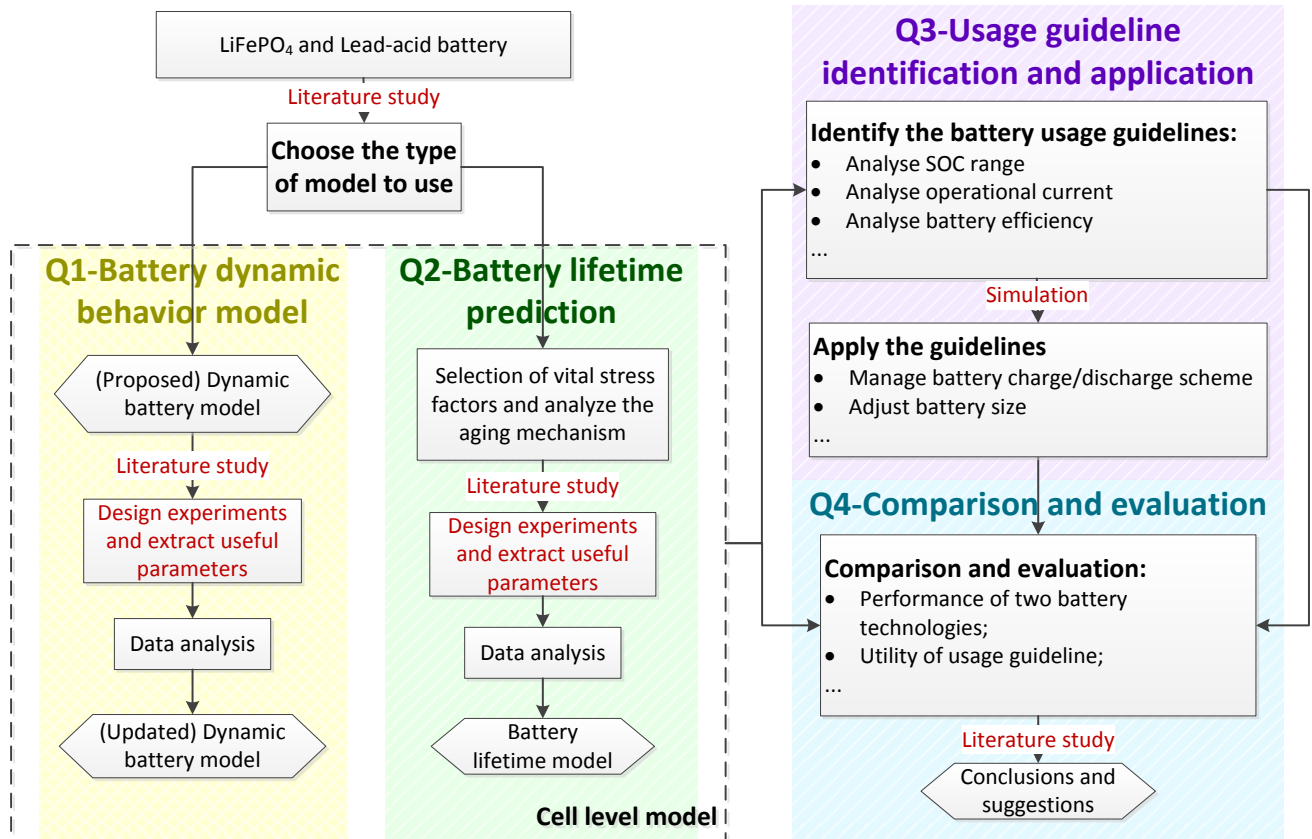 LiFePO₄ and Lead-acid battery
Literature study
Choose the type
of model to use
Q1-Battery dynamic
behavior model
(Proposed) Dynamic
battery model
Literature study
Design experiments
and extract useful
parameters
Data analysis
(Updated) Dynamic
battery model
Q2-Battery lifetime
prediction
Selection of vital stress
factors and analyze the
aging mechanism
Literature study
Design experiments
and extract useful
parameters
Data analysis
Battery
lifetime model
Cell level model
Q3-Usage guideline
identification and application
Identify the battery usage guidelines:
• Analyse SOC range
• Analyse operational current
• Analyse battery efficiency
...
Simulation
Apply the guidelines
• Manage battery charge/discharge scheme
• Adjust battery size
...
Q4-Comparison and evaluation
Comparison and evaluation:
• Performance of two battery
technologies;
• Utility of usage guideline;
...
Literature study
Conclusions and
suggestions